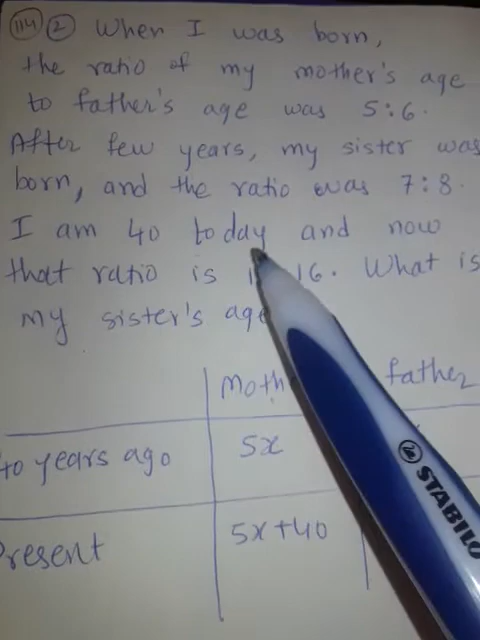 114 2 When I was born,
the ratio of my mother's age
to father's age was 5:6.
After few years, my sister was
born, and the ratio was 7:8.
I am 40 today and now
that ratio is 16. What is
my sister's age
father
40 years ago 5x
Present 5x+40
STABILO